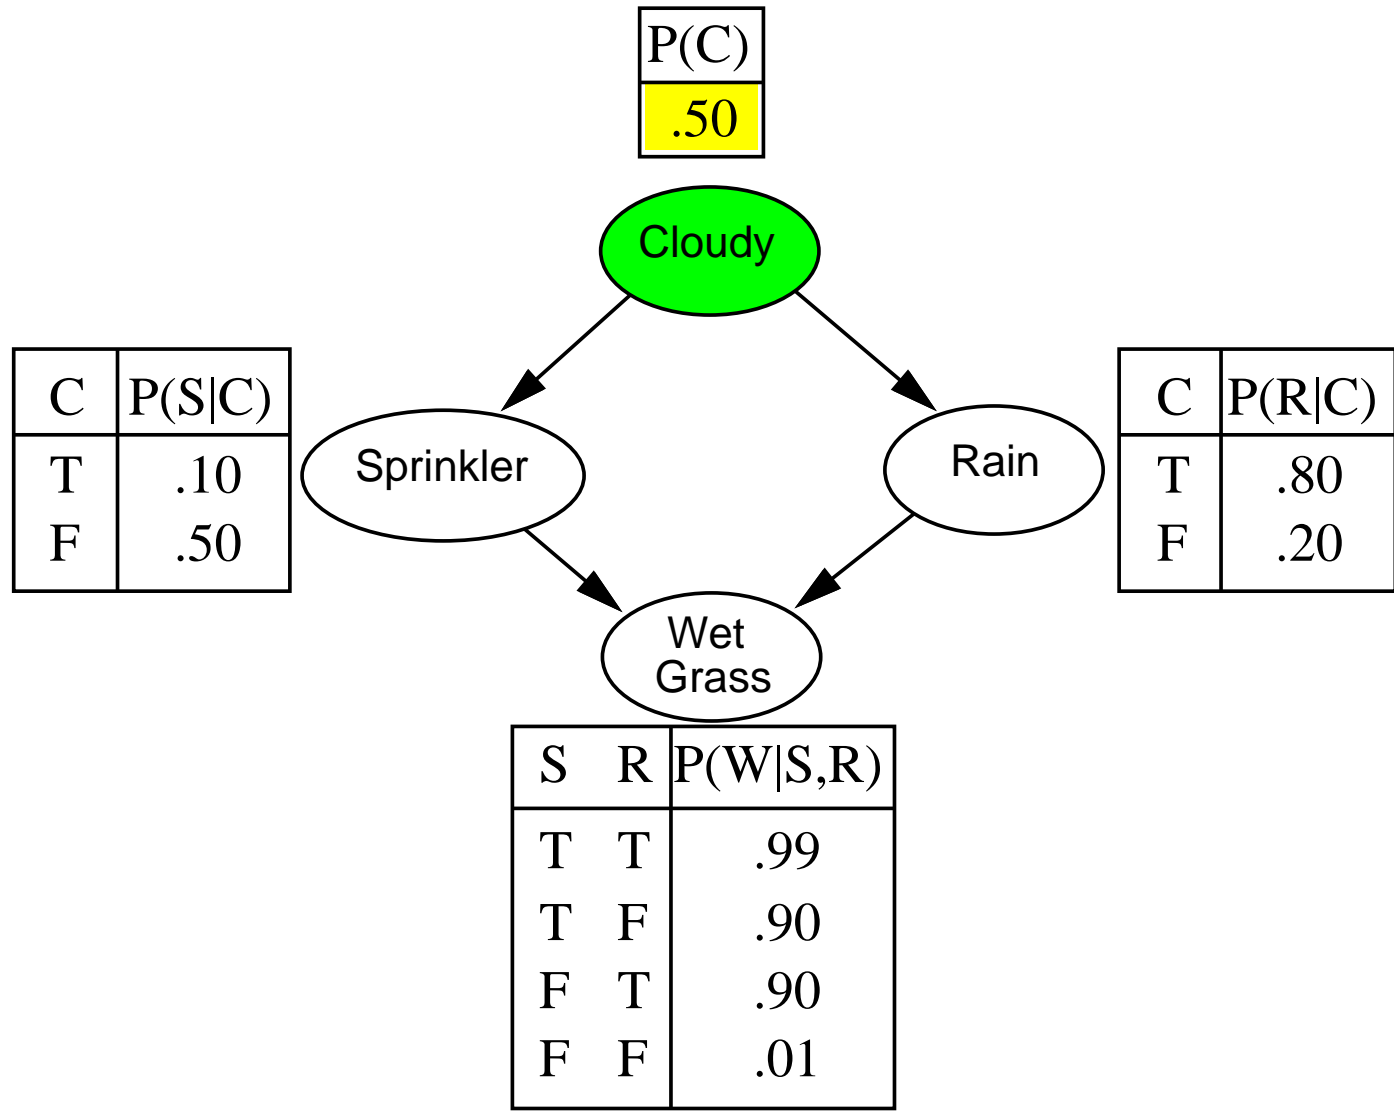 P(C)
.50
Cloudy
C P(S|C)
T .10
F .50
Sprinkler
Rain
C P(R|C)
T .80
F .20
Wet
Grass
S R P(W|S,R)
T T .99
T F .90
F T .90
F F .01